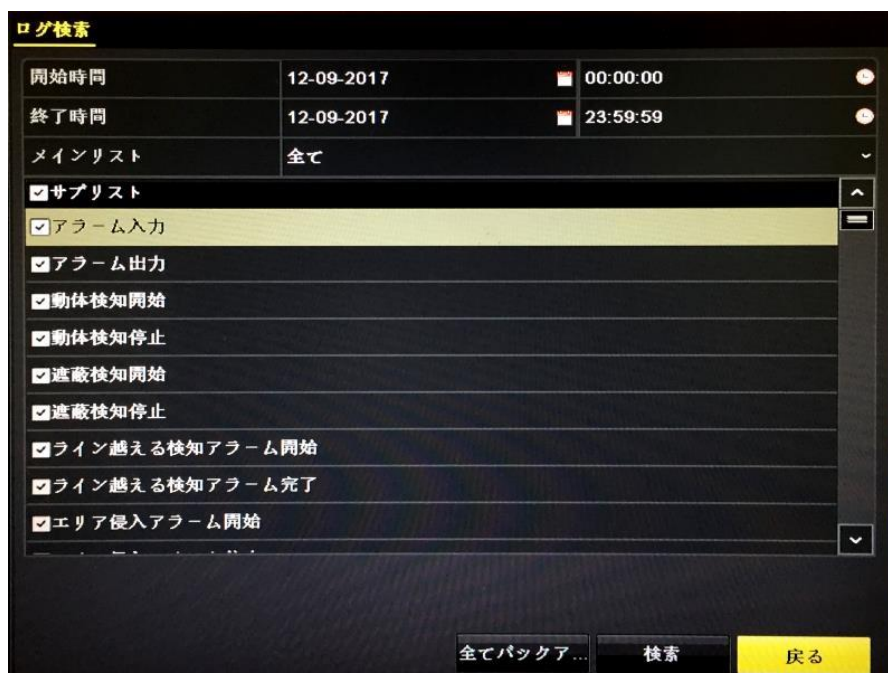 ログ検索
開始時間 12-09-2017 00:00:00
終了時間 12-09-2017 23:59:59
メインリスト 全て
サブリスト
アラーム入力
アラーム出力
動体検知開始
動体検知停止
遮蔽検知開始
遮蔽検知停止
ライン越える検知アラーム開始
ライン越える検知アラーム完了
エリア侵入アラーム開始
全てバックア...
検索
戻る